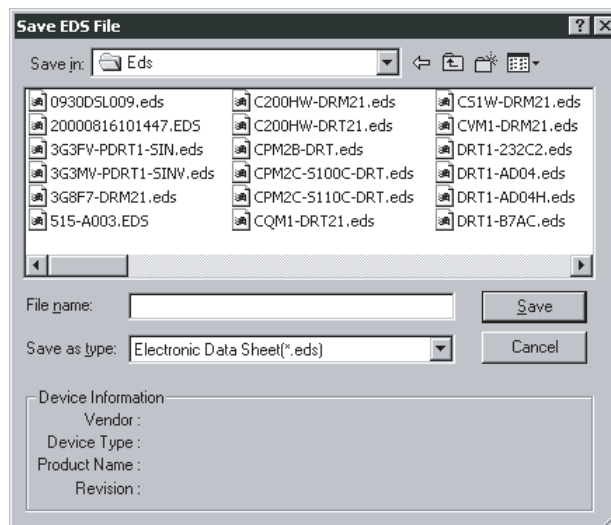 Save EDS File
Save in: Eds
0930DSL009.eds
20000816101447.EDS
3G3FV-PDRT1-SIN.eds
3G3MV-PDRT1-SINV.eds
3G8F7-DRM21.eds
515-A003.EDS
C200HW-DRM21.eds
C200HW-DRT21.eds
CPM2B-DRT.eds
CPM2C-S100C-DRT.eds
CPM2C-S110C-DRT.eds
CQM1-DRT21.eds
CS1W-DRM21.eds
CVM1-DRM21.eds
DRT1-232C2.eds
DRT1-AD04.eds
DRT1-AD04H.eds
DRT1-B7AC.eds
File name:
Save
Save as type: Electronic Data Sheet(*.eds)
Cancel
Device Information
Vendor :
Device Type :
Product Name :
Revision :